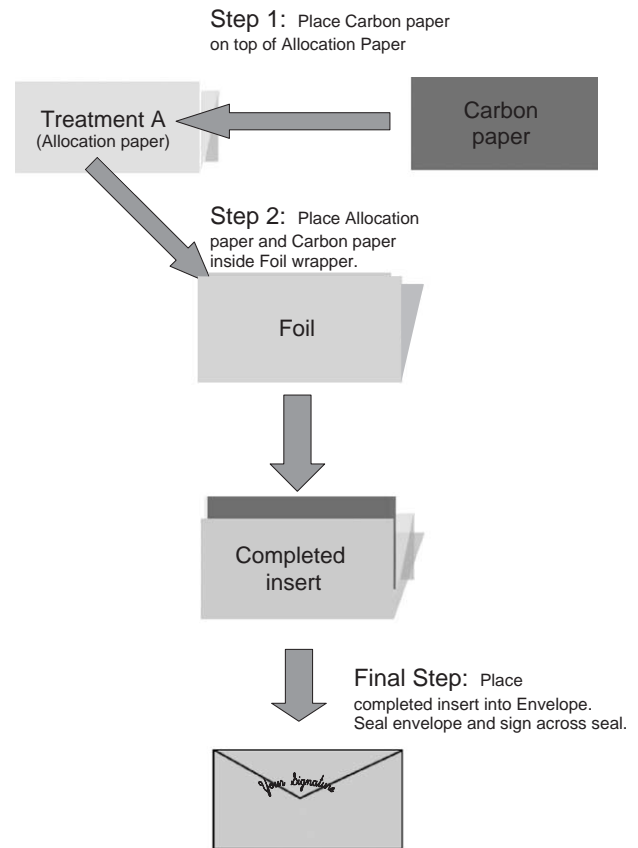 Step 1: Place Carbon paper
on top of Allocation Paper
Treatment A
(Allocation paper)
Carbon
paper
Step 2: Place Allocation
paper and Carbon paper
inside Foil wrapper.
Foil
Completed
insert
Final Step: Place
completed insert into Envelope.
Seal envelope and sign across seal.
Your Signature